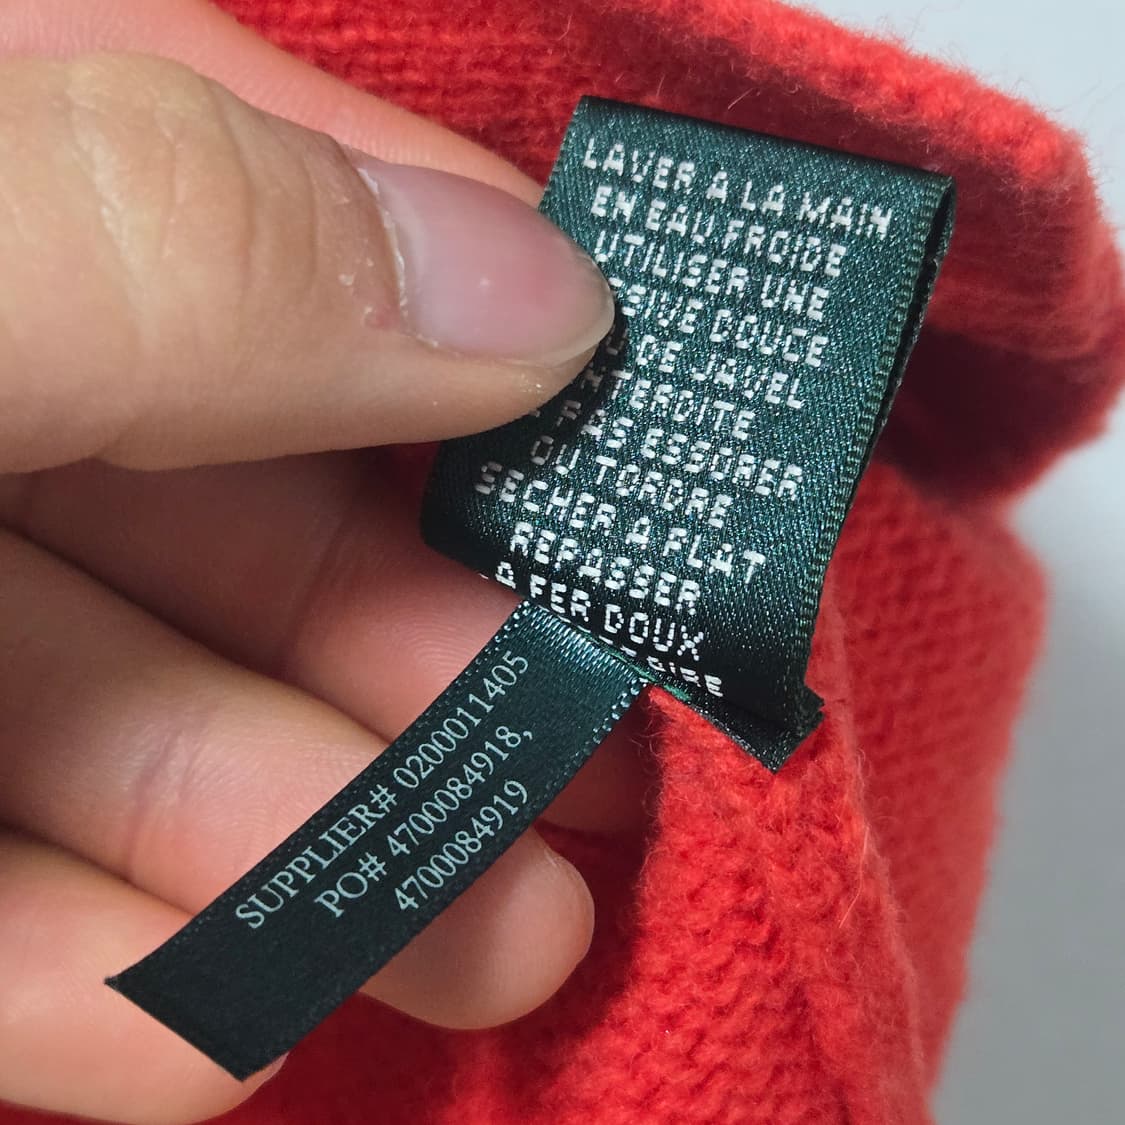 LAVER A LA MAIN
EN EAU FROIDE
UTILISER UNE
DOUCE
DE JAVEL
PAS ESSORER
OU TORDRE
SECHER A PLAT
REPASSER
A FER DOUX
SUPPLIER# 0200011405
PO# 4700084918,
4700084919